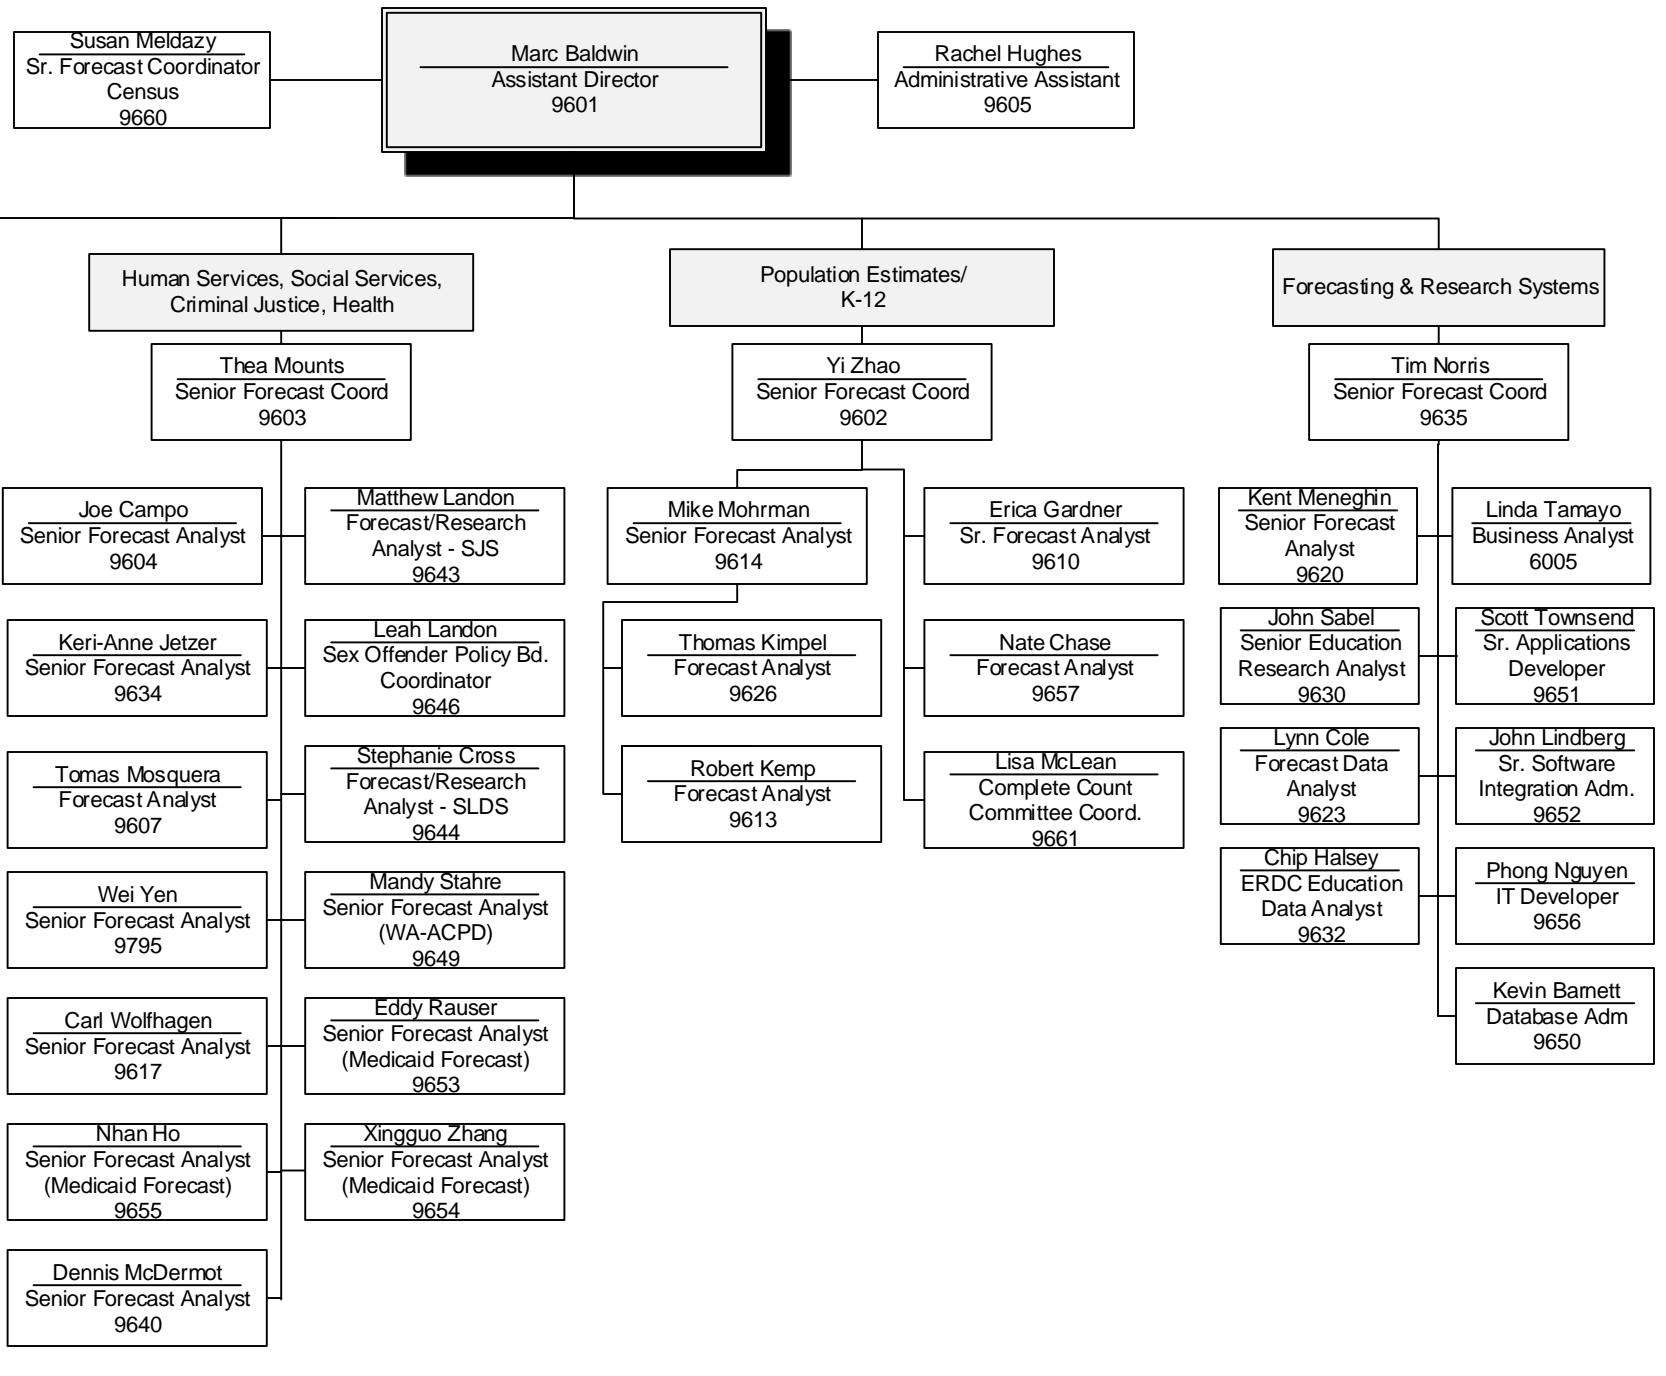 Susan Meldazy
Sr. Forecast Coordinator
Census
9660
Marc Baldwin
Assistant Director
9601
Rachel Hughes
Administrative Assistant
9605
Human Services, Social Services,
Criminal Justice, Health
Thea Mounts
Senior Forecast Coord
9603
Joe Campo
Senior Forecast Analyst
9604
Matthew Landon
Forecast/Research
Analyst - SJS
9643
Keri-Anne Jetzer
Senior Forecast Analyst
9634
Leah Landon
Sex Offender Policy Bd.
Coordinator
9646
Tomas Mosquera
Forecast Analyst
9607
Stephanie Cross
Forecast/Research
Analyst - SLDS
9644
Wei Yen
Senior Forecast Analyst
9795
Mandy Stahre
Senior Forecast Analyst
(WA-ACPD)
9649
Carl Wolfhagen
Senior Forecast Analyst
9617
Eddy Rauser
Senior Forecast Analyst
(Medicaid Forecast)
9653
Nhan Ho
Senior Forecast Analyst
(Medicaid Forecast)
9655
Xingguo Zhang
Senior Forecast Analyst
(Medicaid Forecast)
9654
Dennis McDermot
Senior Forecast Analyst
9640
Population Estimates/
K-12
Yi Zhao
Senior Forecast Coord
9602
Mike Mohrman
Senior Forecast Analyst
9614
Erica Gardner
Sr. Forecast Analyst
9610
Thomas Kimpel
Forecast Analyst
9626
Nate Chase
Forecast Analyst
9657
Robert Kemp
Forecast Analyst
9613
Lisa McLean
Complete Count
Committee Coord.
9661
Forecasting & Research Systems
Tim Norris
Senior Forecast Coord
9635
Kent Meneghin
Senior Forecast
Analyst
9620
Linda Tamayo
Business Analyst
6005
John Sabel
Senior Education
Research Analyst
9630
Scott Townsend
Sr. Applications
Developer
9651
Lynn Cole
Forecast Data
Analyst
9623
John Lindberg
Sr. Software
Integration Adm.
9652
Chip Halsey
ERDC Education
Data Analyst
9632
Phong Nguyen
IT Developer
9656
Kevin Barnett
Database Adm
9650